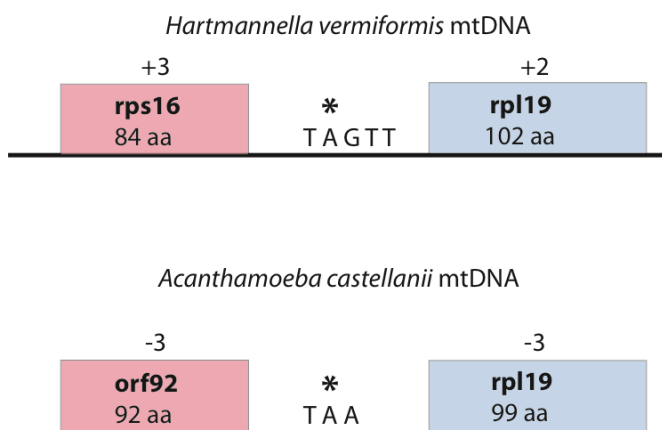 Hartmannella vermiformis mtDNA
+3 +2
rps16 * rpl19
84 aa TAGTT 102 aa
Acanthamoeba castellanii mtDNA
-3 -3
orf92 * rpl19
92 aa TAA 99 aa